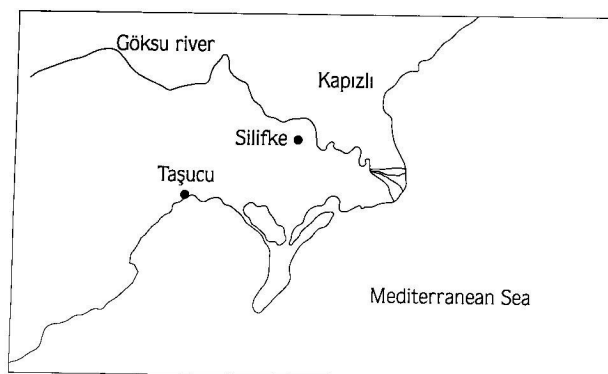 Göksu river
Kapızlı
Silifke
Taşucu
Mediterranean Sea